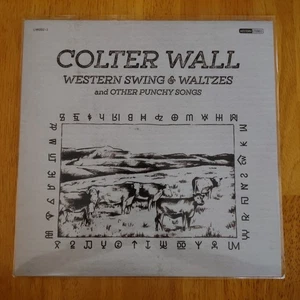 COLTER WALL
WESTERN SWING & WALTZES
and OTHER PUNCHY SONGS